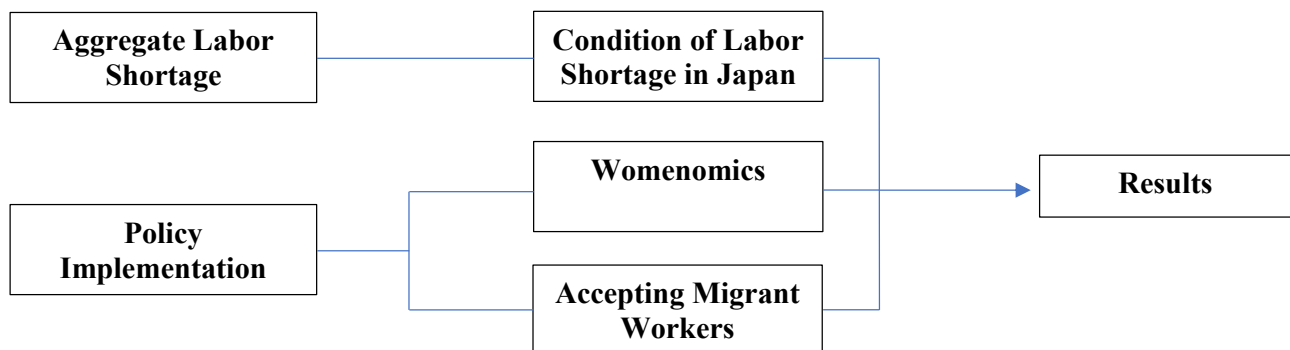 Aggregate Labor
Shortage
Condition of Labor
Shortage in Japan
Womenomics
Results
Policy
Implementation
Accepting Migrant
Workers